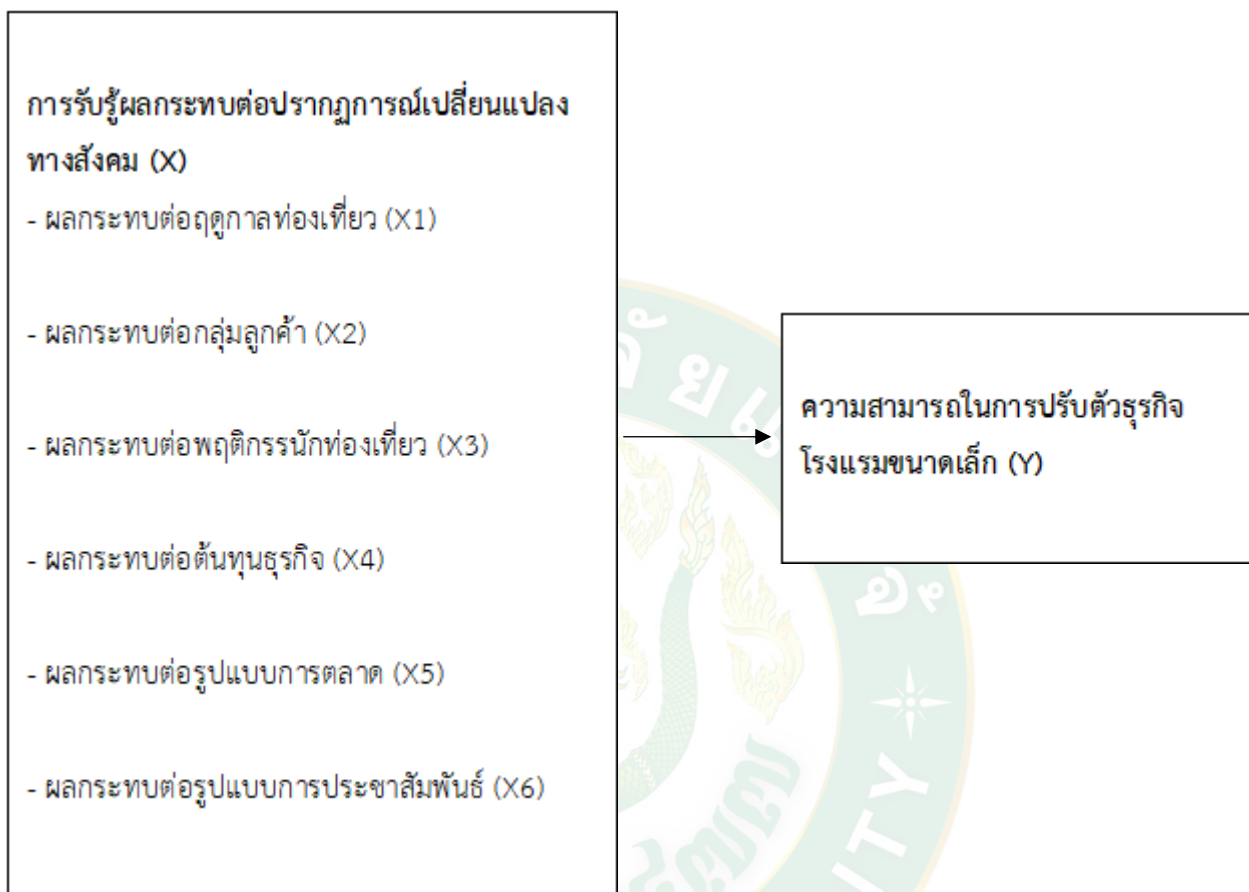 การรับรู้ผลกระทบต่อปรากฏการณ์เปลี่ยนแปลง
ทางสังคม (X)
- ผลกระทบต่อฤดูกาลท่องเที่ยว (X1)
- ผลกระทบต่อกลุ่มลูกค้า (X2)
- ผลกระทบต่อพฤติกรรนักท่องเที่ยว (X3)
- ผลกระทบต่อต้นทุนธุรกิจ (X4)
- ผลกระทบต่อรูปแบบการตลาด (X5)
- ผลกระทบต่อรูปแบบการประชาสัมพันธ์ (X6)
ความสามารถในการปรับตัวธุรกิจ
โรงแรมขนาดเล็ก (Y)